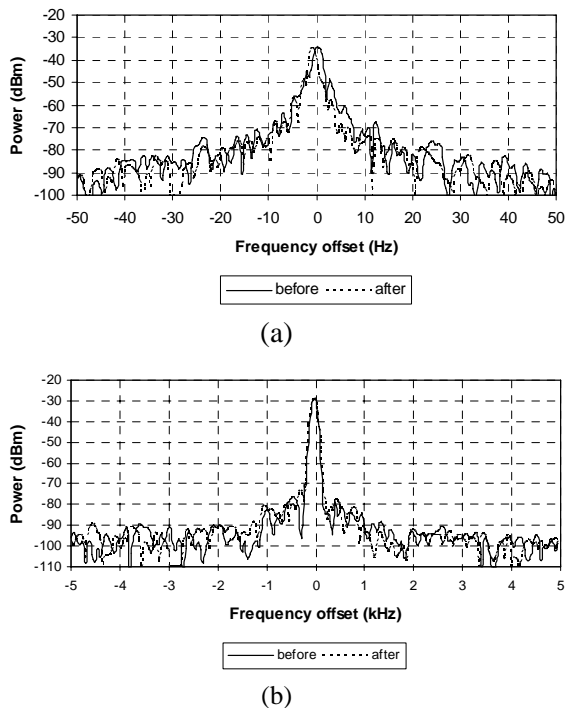 -20
-30
-40
-50
-60
-70
-80
-90
-100
Power (dBm)
-50 -40 -30 -20 -10 0 10 20 30 40 50
Frequency offset (Hz)
before after
(a)
-20
-30
-40
-50
-60
-70
-80
-90
-100
-110
Power (dBm)
-5 -4 -3 -2 -1 0 1 2 3 4 5
Frequency offset (kHz)
before after
(b)